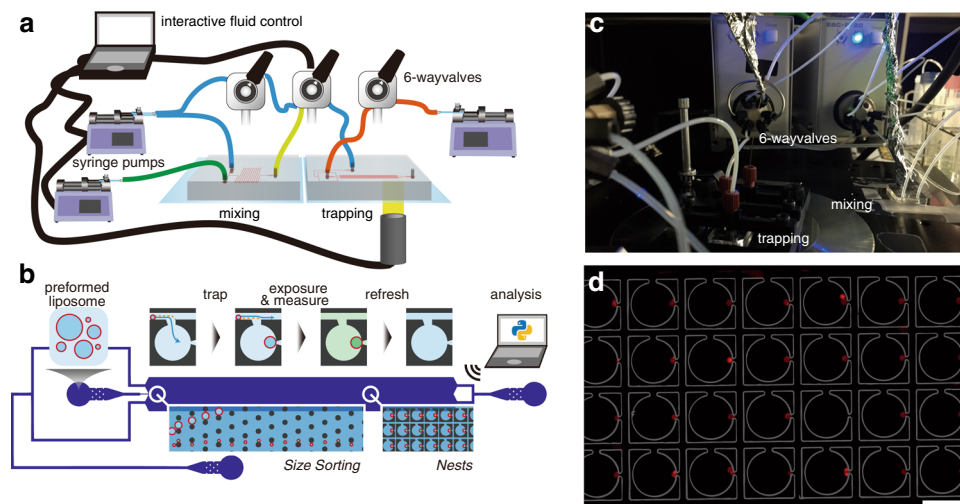 a
interactive fluid control
6-wayvalves
syringe pumps
mixing
trapping
b
preformed
liposome
trap
exposure
& measure
refresh
analysis
Size Sorting
Nests
c
6-wayvalves
mixing
trapping
d